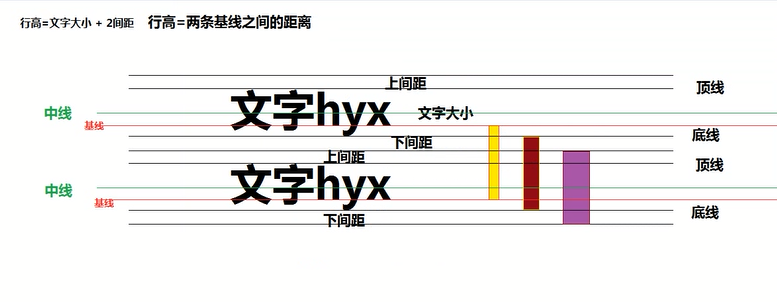 行高=文字大小 + 2间距 行高=两条基线之间的距离
上间距
顶线
中线
文字hyx
文字大小
基线
底线
下间距
上间距
顶线
中线
文字hyx
基线
底线
下间距